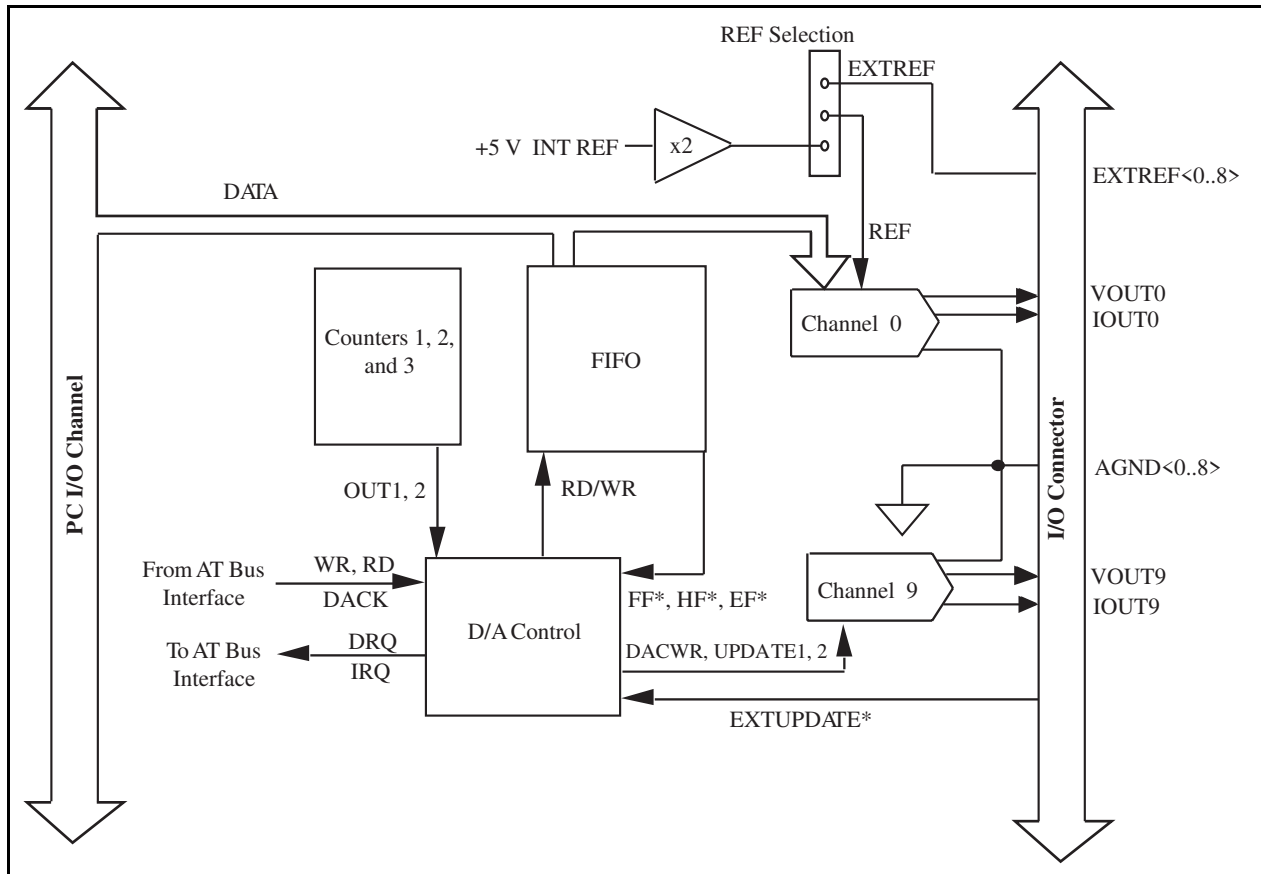 REF Selection
EXTREF
+5 V INT REF
x2
EXTREF<0..8>
DATA
REF
VOUT0
IOUT0
Channel 0
Counters 1, 2,
and 3
FIFO
PC I/O Channel
I/O Connector
AGND<0..8>
OUT1, 2
RD/WR
From AT Bus
Interface
WR, RD
DACK
FF*, HF*, EF*
Channel 9
VOUT9
IOUT9
D/A Control
To AT Bus
Interface
DRQ
IRQ
DACWR, UPDATE1, 2
EXTUPDATE*